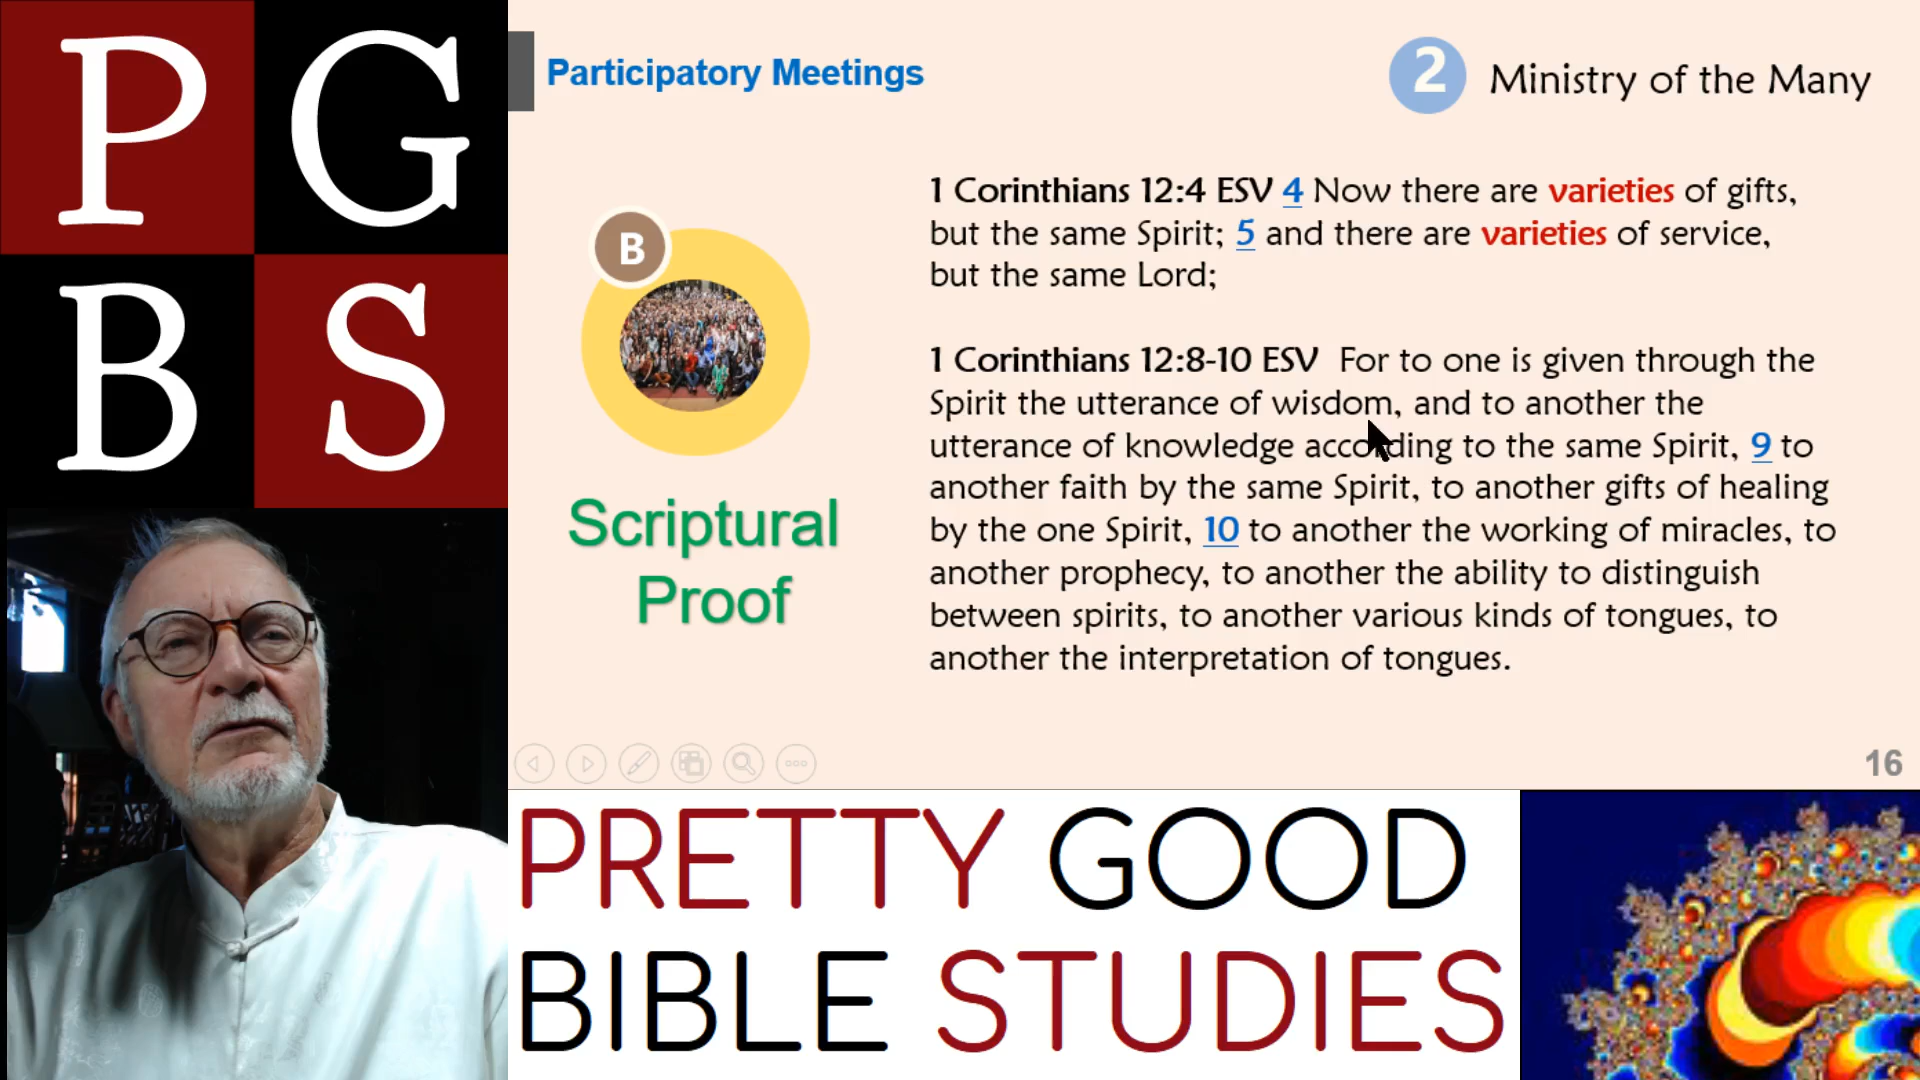 P G
B S
Participatory Meetings
2 Ministry of the Many
B
Scriptural
Proof
1 Corinthians 12:4 ESV 4 Now there are varieties of gifts,
but the same Spirit; 5 and there are varieties of service,
but the same Lord;
1 Corinthians 12:8-10 ESV For to one is given through the
Spirit the utterance of wisdom, and to another the
utterance of knowledge according to the same Spirit, 9 to
another faith by the same Spirit, to another gifts of healing
by the one Spirit, 10 to another the working of miracles, to
another prophecy, to another the ability to distinguish
between spirits, to another various kinds of tongues, to
another the interpretation of tongues.
16
PRETTY GOOD
BIBLE STUDIES